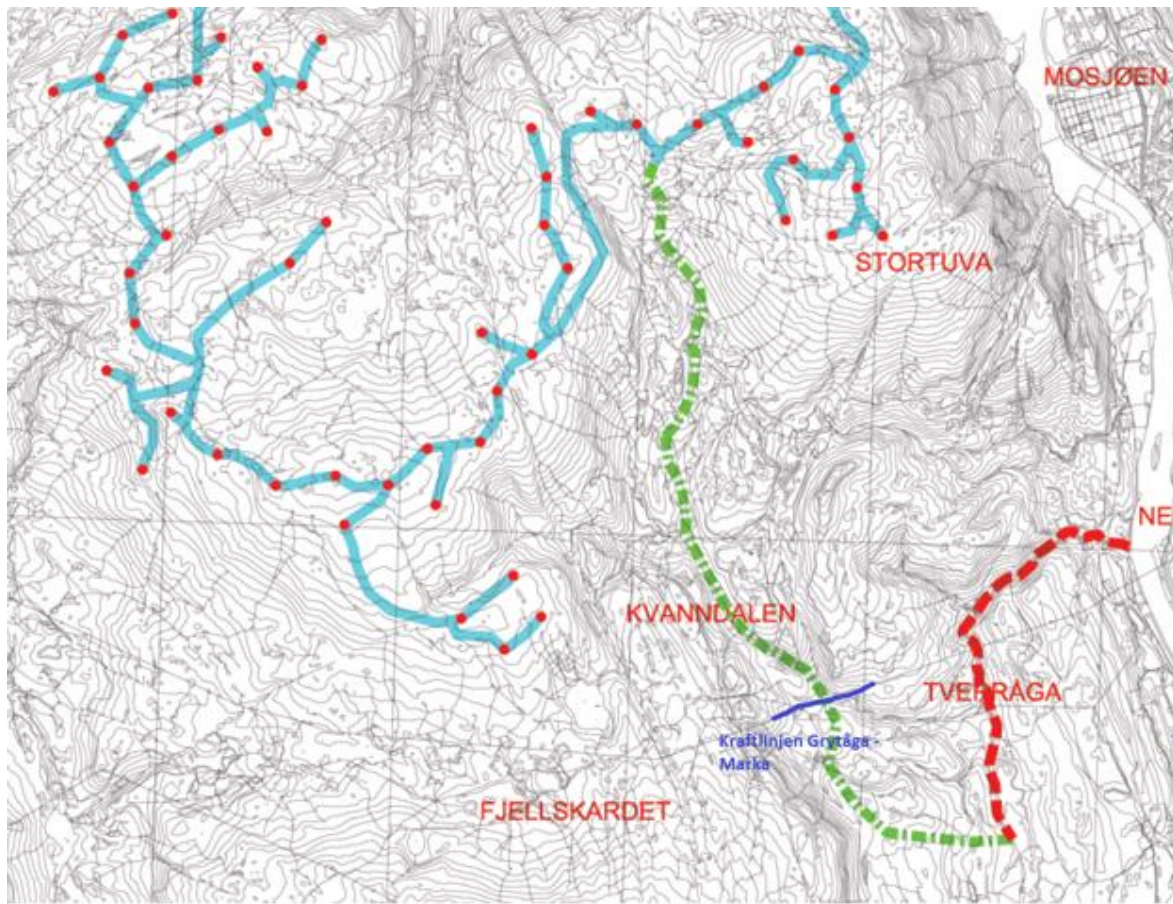 MOSJØEN
STORTUVA
NE
KVANNDALEN
TVERRÅGA
Kraftlinjen Grytåga -
Marka
FJELLSKARDET